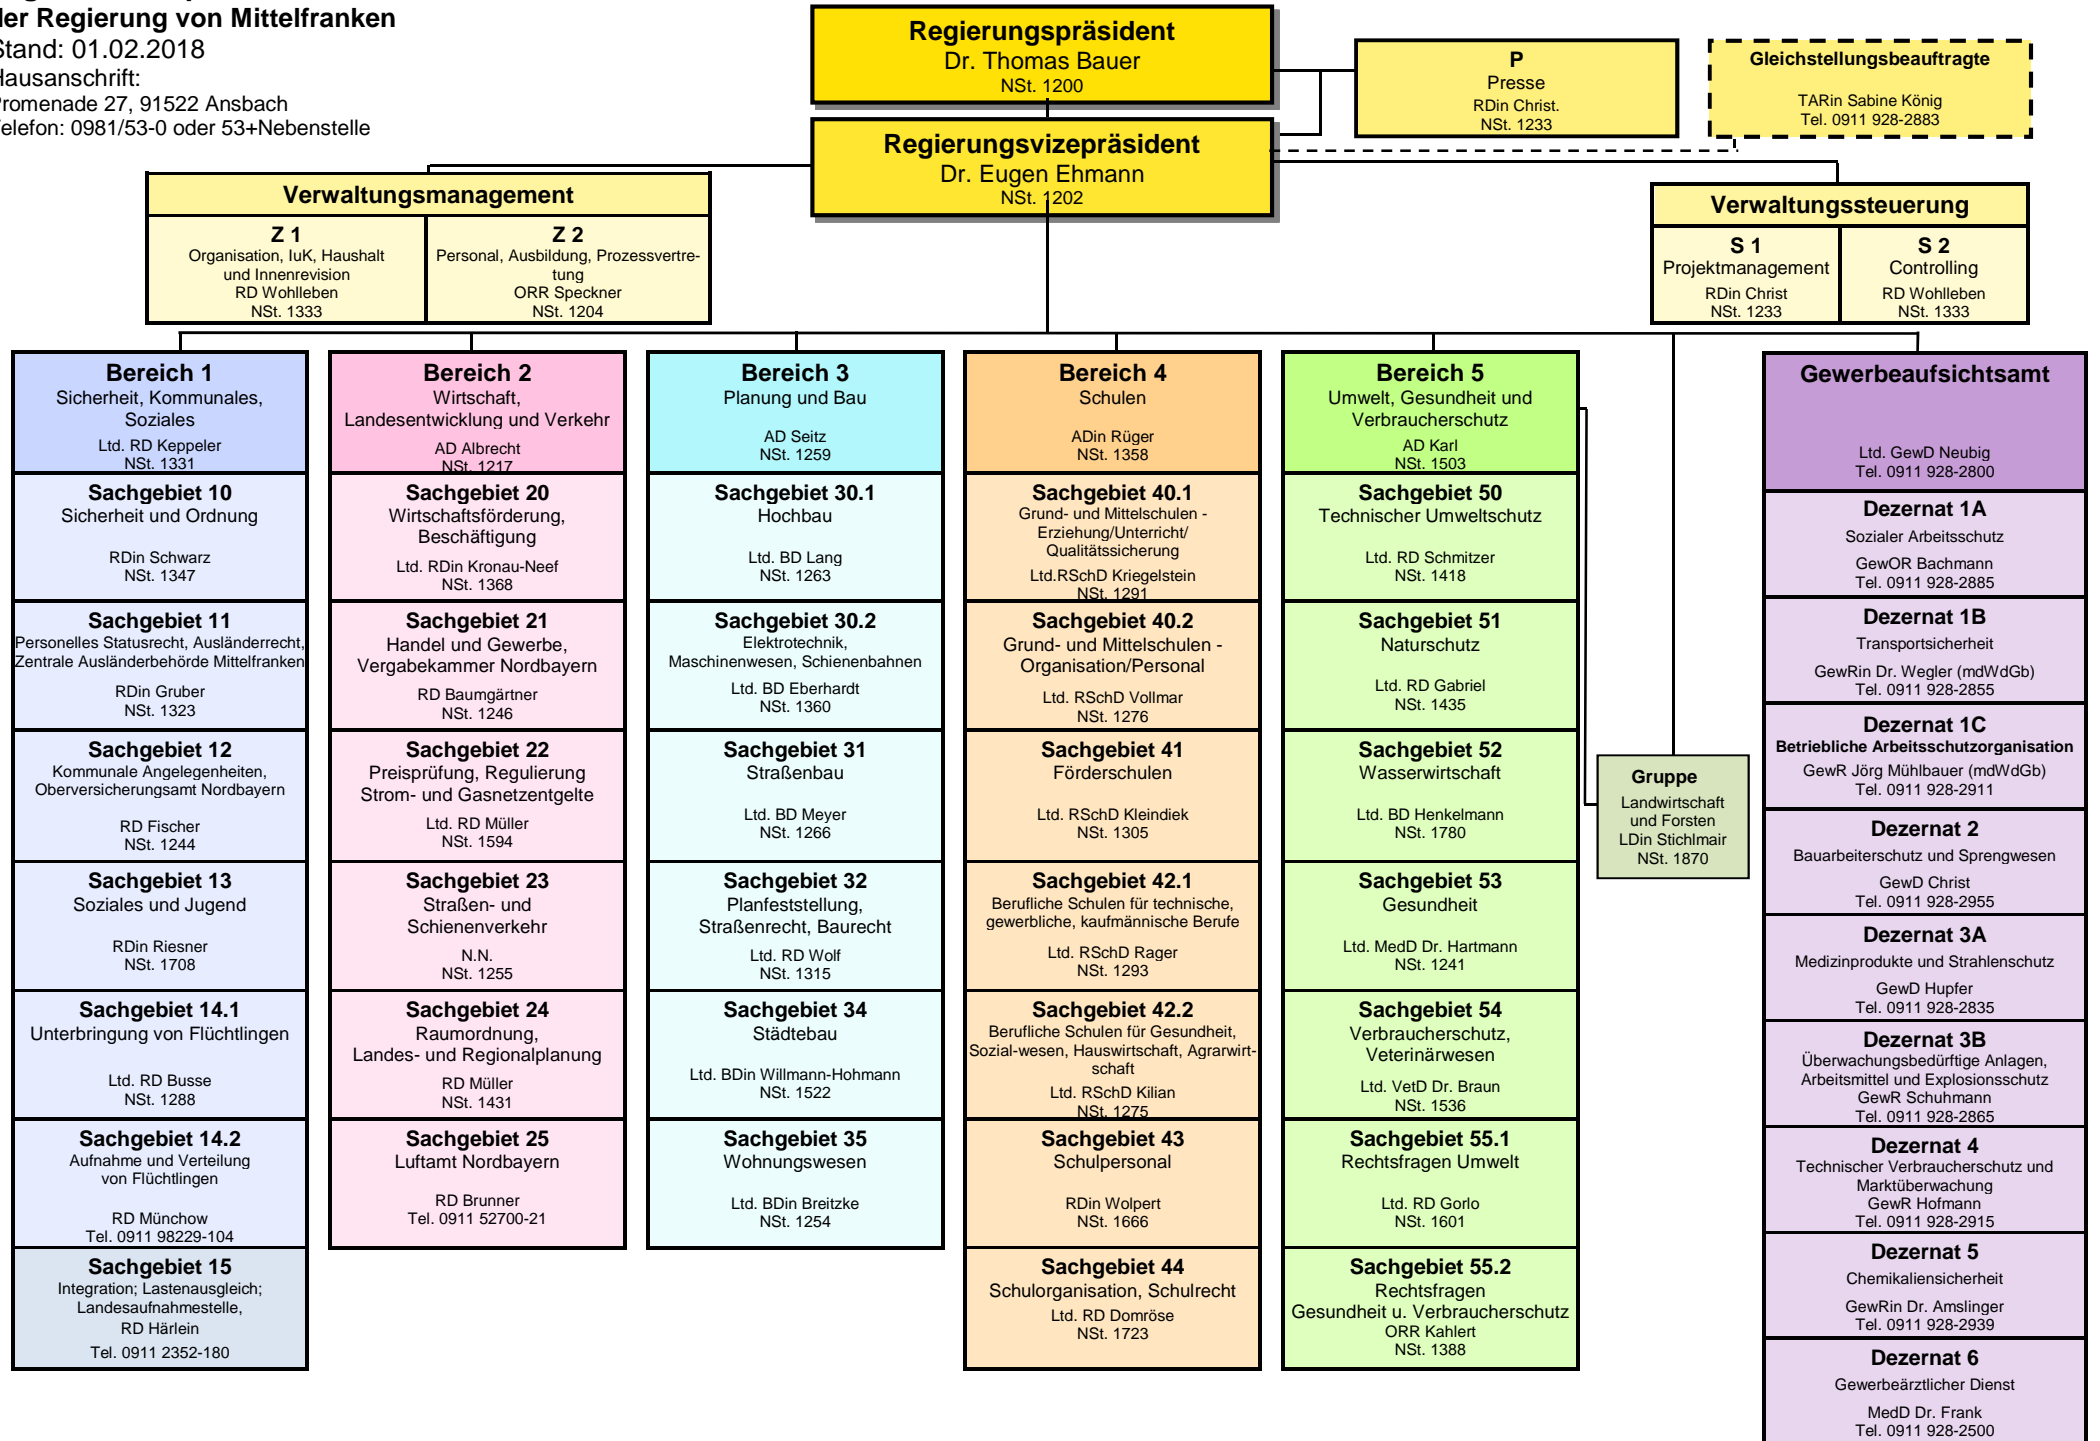 der Regierung von Mittelfranken
Stand: 01.02.2018
Hausanschrift:
Promenade 27, 91522 Ansbach
Telefon: 0981/53-0 oder 53+Nebenstelle
Regierungspräsident
Dr. Thomas Bauer
NSt. 1200
P
Presse
RDin Christ.
NSt. 1233
Gleichstellungsbeauftragte
TARin Sabine König
Tel. 0911 928-2883
Regierungsvizepräsident
Dr. Eugen Ehmann
NSt. 1202
Verwaltungsmanagement
Z 1
Organisation, IuK, Haushalt
und Innenrevision
RD Wohlleben
NSt. 1333
Z 2
Personal, Ausbildung, Prozessvertre-
tung
ORR Speckner
NSt. 1204
Verwaltungssteuerung
S 1
Projektmanagement
RDin Christ
NSt. 1233
S 2
Controlling
RD Wohlleben
NSt. 1333
Bereich 1
Sicherheit, Kommunales,
Soziales
Ltd. RD Keppeler
NSt. 1331
Sachgebiet 10
Sicherheit und Ordnung
RDin Schwarz
NSt. 1347
Sachgebiet 11
Personelles Statusrecht, Ausländerrecht,
Zentrale Ausländerbehörde Mittelfranken
RDin Gruber
NSt. 1323
Sachgebiet 12
Kommunale Angelegenheiten,
Oberversicherungsamt Nordbayern
RD Fischer
NSt. 1244
Sachgebiet 13
Soziales und Jugend
RDin Riesner
NSt. 1708
Sachgebiet 14.1
Unterbringung von Flüchtlingen
Ltd. RD Busse
NSt. 1288
Sachgebiet 14.2
Aufnahme und Verteilung
von Flüchtlingen
RD Münchow
Tel. 0911 98229-104
Sachgebiet 15
Integration; Lastenausgleich;
Landesaufnahmestelle,
RD Härlein
Tel. 0911 2352-180
Bereich 2
Wirtschaft,
Landesentwicklung und Verkehr
AD Albrecht
NSt. 1217
Sachgebiet 20
Wirtschaftsförderung,
Beschäftigung
Ltd. RDin Kronau-Neef
NSt. 1368
Sachgebiet 21
Handel und Gewerbe,
Vergabekammer Nordbayern
RD Baumgärtner
NSt. 1246
Sachgebiet 22
Preisprüfung, Regulierung
Strom- und Gasnetzentgelte
Ltd. RD Müller
NSt. 1594
Sachgebiet 23
Straßen- und
Schienenverkehr
N.N.
NSt. 1255
Sachgebiet 24
Raumordnung,
Landes- und Regionalplanung
RD Müller
NSt. 1431
Sachgebiet 25
Luftamt Nordbayern
RD Brunner
Tel. 0911 52700-21
Bereich 3
Planung und Bau
AD Seitz
NSt. 1259
Sachgebiet 30.1
Hochbau
Ltd. BD Lang
NSt. 1263
Sachgebiet 30.2
Elektrotechnik,
Maschinenwesen, Schienenbahnen
Ltd. BD Eberhardt
NSt. 1360
Sachgebiet 31
Straßenbau
Ltd. BD Meyer
NSt. 1266
Sachgebiet 32
Planfeststellung,
Straßenrecht, Baurecht
Ltd. RD Wolf
NSt. 1315
Sachgebiet 34
Städtebau
Ltd. BDin Willmann-Hohmann
NSt. 1522
Sachgebiet 35
Wohnungswesen
Ltd. BDin Breitzke
NSt. 1254
Bereich 4
Schulen
ADin Rüger
NSt. 1358
Sachgebiet 40.1
Grund- und Mittelschulen -
Erziehung/Unterricht/
Qualitätssicherung
Ltd.RSchD Kriegelstein
NSt. 1291
Sachgebiet 40.2
Grund- und Mittelschulen -
Organisation/Personal
Ltd. RSchD Vollmar
NSt. 1276
Sachgebiet 41
Förderschulen
Ltd. RSchD Kleindiek
NSt. 1305
Sachgebiet 42.1
Berufliche Schulen für technische,
gewerbliche, kaufmännische Berufe
Ltd. RSchD Rager
NSt. 1293
Sachgebiet 42.2
Berufliche Schulen für Gesundheit,
Sozial-wesen, Hauswirtschaft, Agrarwirt-
schaft
Ltd. RSchD Kilian
NSt. 1275
Sachgebiet 43
Schulpersonal
RDin Wolpert
NSt. 1666
Sachgebiet 44
Schulorganisation, Schulrecht
Ltd. RD Domröse
NSt. 1723
Bereich 5
Umwelt, Gesundheit und
Verbraucherschutz
AD Karl
NSt. 1503
Sachgebiet 50
Technischer Umweltschutz
Ltd. RD Schmitzer
NSt. 1418
Sachgebiet 51
Naturschutz
Ltd. RD Gabriel
NSt. 1435
Sachgebiet 52
Wasserwirtschaft
Ltd. BD Henkelmann
NSt. 1780
Sachgebiet 53
Gesundheit
Ltd. MedD Dr. Hartmann
NSt. 1241
Sachgebiet 54
Verbraucherschutz,
Veterinärwesen
Ltd. VetD Dr. Braun
NSt. 1536
Sachgebiet 55.1
Rechtsfragen Umwelt
Ltd. RD Gorlo
NSt. 1601
Sachgebiet 55.2
Rechtsfragen
Gesundheit u. Verbraucherschutz
ORR Kahlert
NSt. 1388
Gruppe
Landwirtschaft
und Forsten
LDin Stichlmair
NSt. 1870
Gewerbeaufsichtsamt
Ltd. GewD Neubig
Tel. 0911 928-2800
Dezernat 1A
Sozialer Arbeitsschutz
GewOR Bachmann
Tel. 0911 928-2885
Dezernat 1B
Transportsicherheit
GewRin Dr. Wegler (mdWdGb)
Tel. 0911 928-2855
Dezernat 1C
Betriebliche Arbeitsschutzorganisation
GewR Jörg Mühlbauer (mdWdGb)
Tel. 0911 928-2911
Dezernat 2
Bauarbeiterschutz und Sprengwesen
GewD Christ
Tel. 0911 928-2955
Dezernat 3A
Medizinprodukte und Strahlenschutz
GewD Hupfer
Tel. 0911 928-2835
Dezernat 3B
Überwachungsbedürftige Anlagen,
Arbeitsmittel und Explosionsschutz
GewR Schuhmann
Tel. 0911 928-2865
Dezernat 4
Technischer Verbraucherschutz und
Marktüberwachung
GewR Hofmann
Tel. 0911 928-2915
Dezernat 5
Chemikaliensicherheit
GewRin Dr. Amslinger
Tel. 0911 928-2939
Dezernat 6
Gewerbeärztlicher Dienst
MedD Dr. Frank
Tel. 0911 928-2500